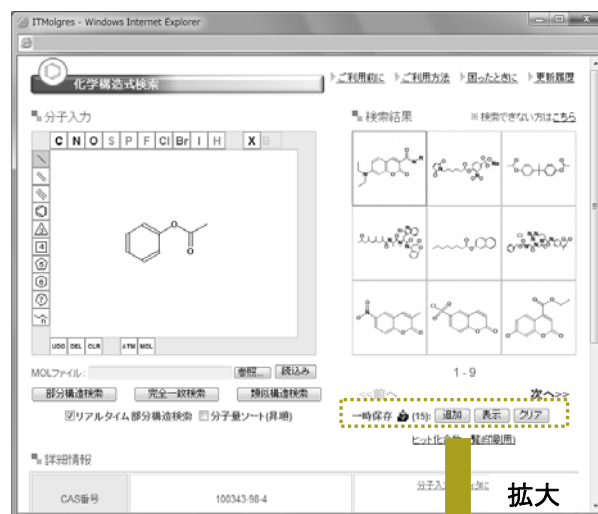 ITMolgres - Windows Internet Explorer
化学構造式検索
ご利用前に ご利用方法 困ったときに 更新履歴
分子入力
検索結果 ※検索できない方はこちら
C N O S P F Cl Br I H X
UDO DEL CLR ATM MOL
MOLファイル: 参照... 読込み
1 - 9
部分構造検索 完全一致検索 類似構造検索
<<前へ 次へ>>
リアルタイム部分構造検索 分子量ソート(昇順)
一時保存 (15): 追加 表示 クリア
ヒット化合物 覧(印刷用)
詳細情報
CAS番号 100343-98-4
分子入力
拡大